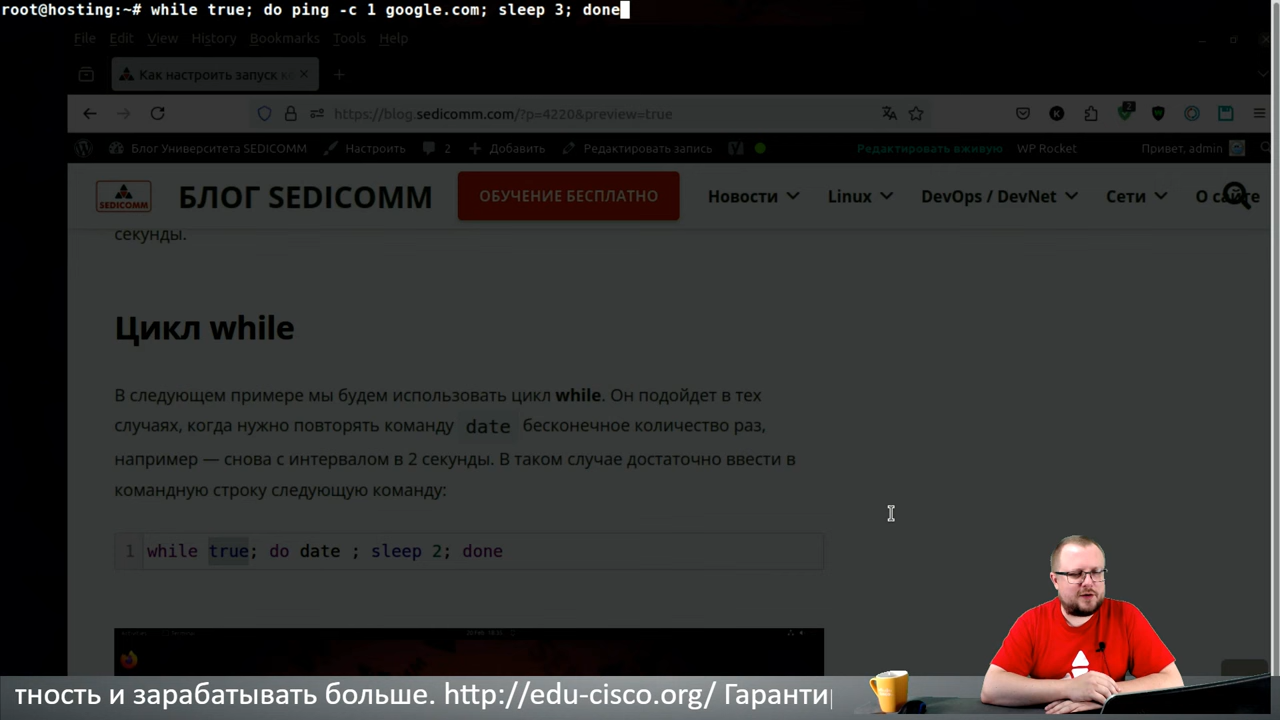 root@hosting:~# while true; do ping -c 1 google.com; sleep 3; done
File Edit View History Bookmarks Tools Help
Как настроить запуск к
https://blog.sedicomm.com/?p=4220&preview=true
2
Блог Университета SEDICOMM Настроить 2 Добавить Редактировать запись Редактировать вживую WP Rocket Привет, admin
SEDICOMM БЛОГ SEDICOMM ОБУЧЕНИЕ БЕСПЛАТНО Новости Linux DevOps / DevNet Сети О сайте
секунды.
Цикл while
В следующем примере мы будем использовать цикл while. Он подойдет в тех
случаях, когда нужно повторять команду date бесконечное количество раз,
например — снова с интервалом в 2 секунды. В таком случае достаточно ввести в
командную строку следующую команду:
1 while true; do date ; sleep 2; done
тность и зарабатывать больше. http://edu-cisco.org/ Гаранти